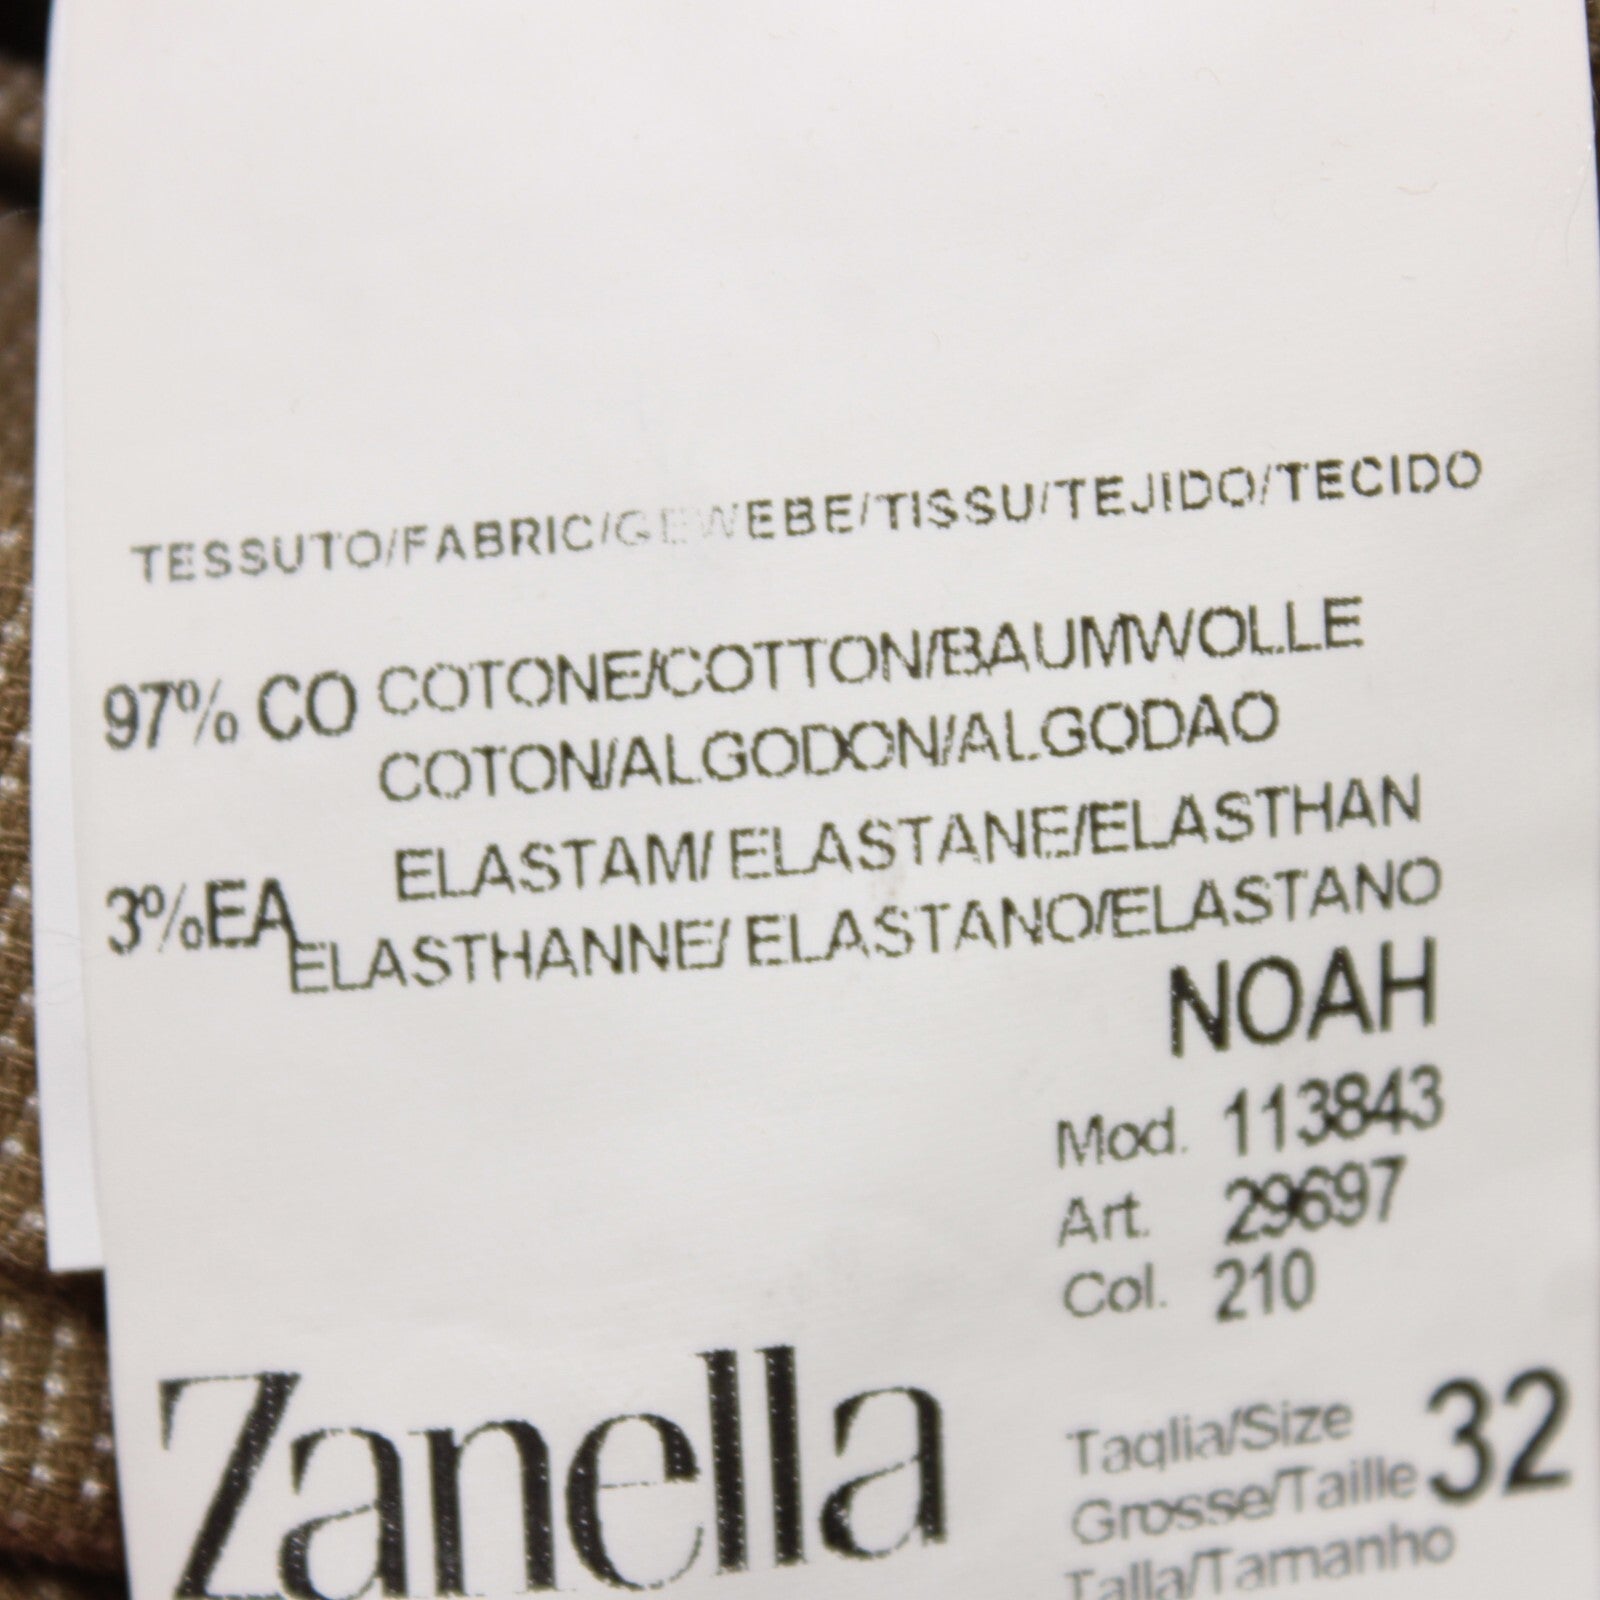 TESSUTO/FABRIC/GEWEBE/TISSU/TEJIDO/TECIDO
97% CO COTONE/COTTON/BAUMWOLLE
COTON/ALGODON/ALGODAO
3%EA ELASTAM/ ELASTANE/ELASTHAN
ELASTHANNE/ ELASTANO/ELASTANO
NOAH
Mod. 113843
Art. 29697
Col. 210
Zanella
Taglia/Size 32
Grosse/Taille
Talla/Tamanho